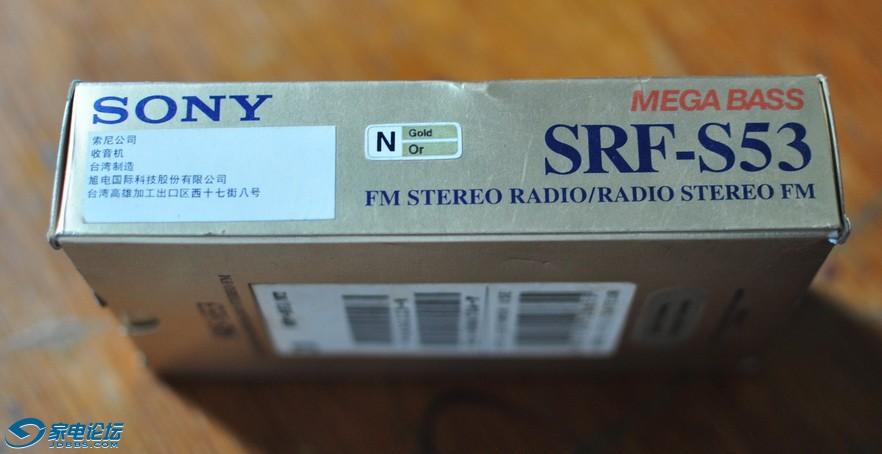 SONY
MEGA BASS
索尼公司
收音机
台湾制造
旭电国际科技股份有限公司
台湾高雄加工出口区西十七街八号
N Gold
Or
SRF-S53
FM STEREO RADIO/RADIO STEREO FM
家电论坛
JDBBS.COM